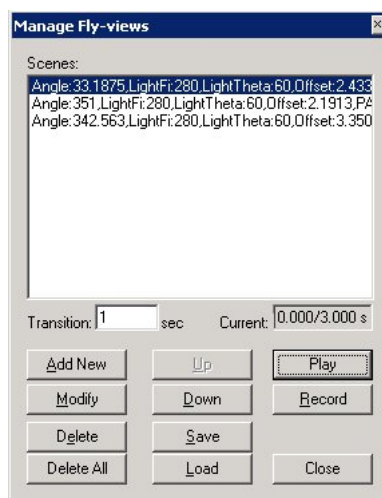 Manage Fly-views
Scenes:
Angle:33.1875,LightFi:280,LightTheta:60,Offset:2.433
Angle:351,LightFi:280,LightTheta:60,Offset:2.1913,PA
Angle:342.563,LightFi:280,LightTheta:60,Offset:3.350
Transition: 1 sec Current: 0.000/3.000 s
Add New Up Play
Modify Down Record
Delete Save
Delete All Load Close